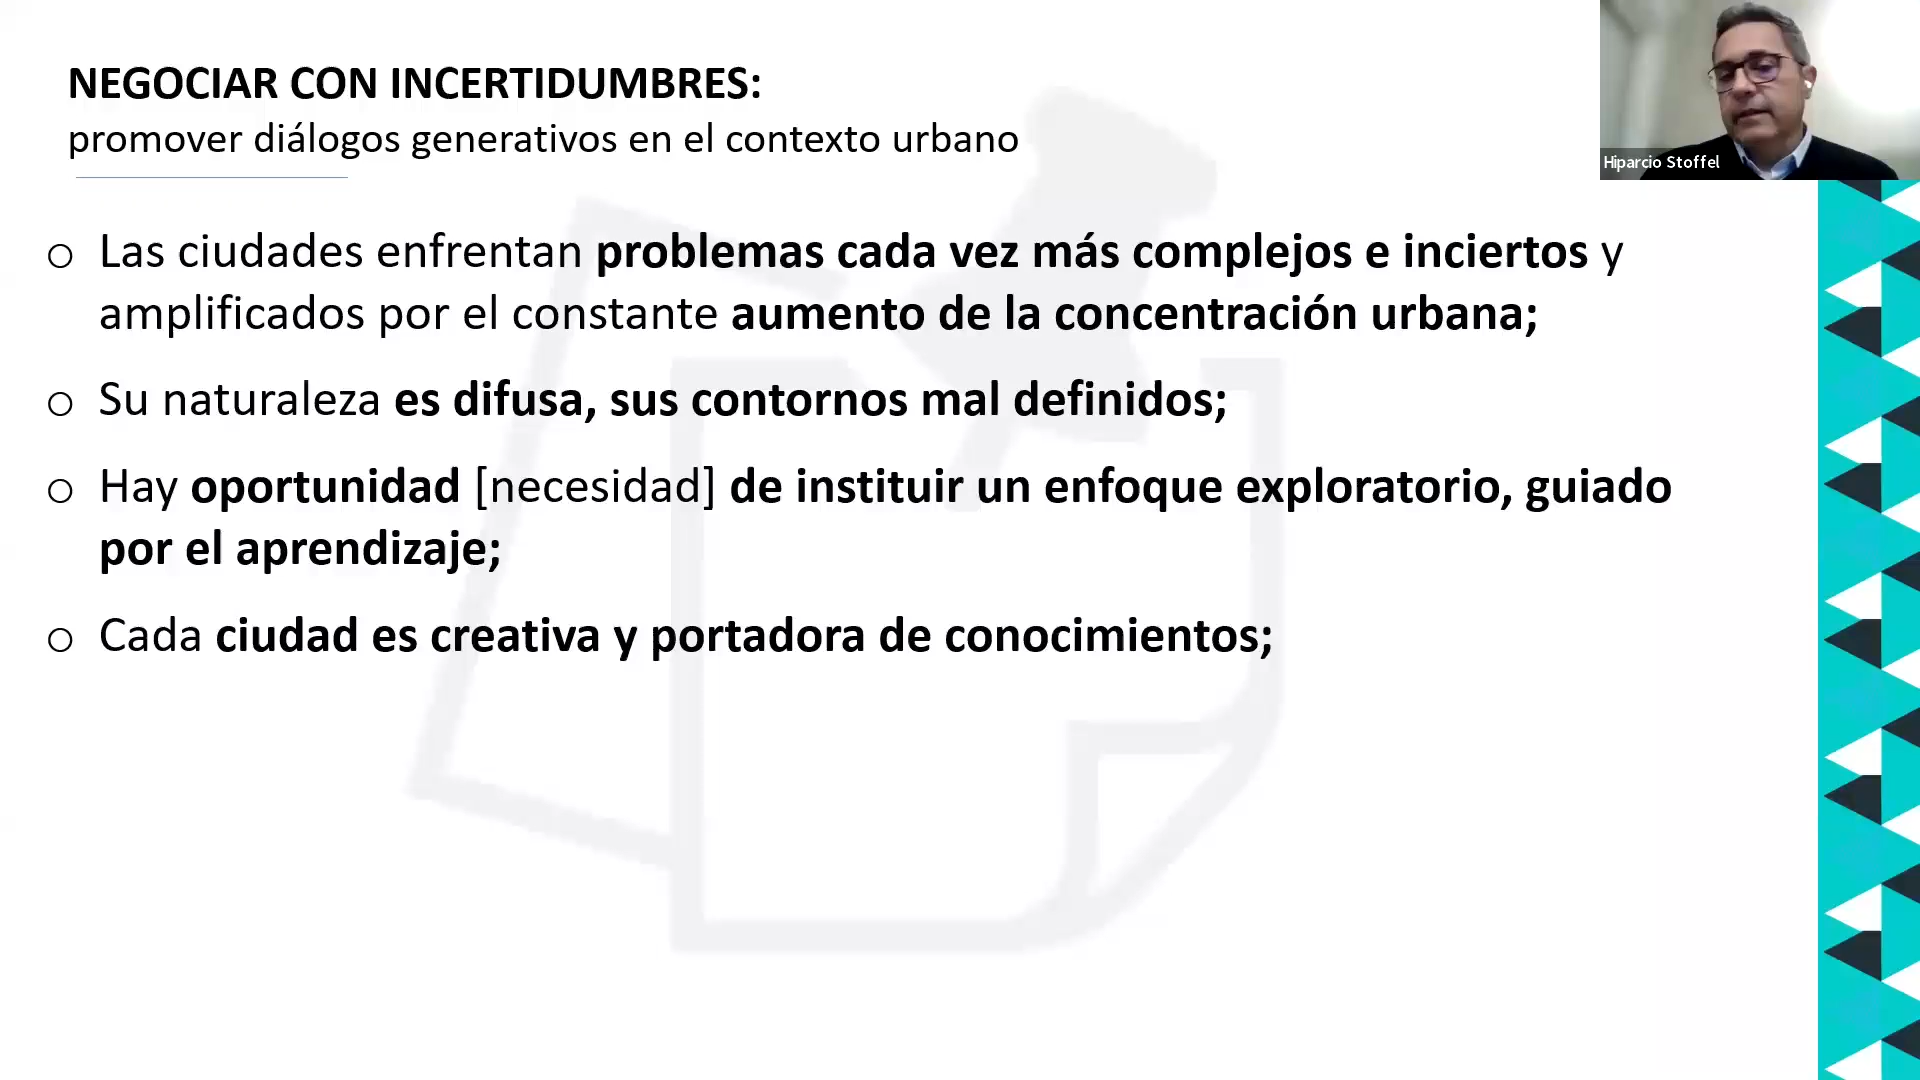 NEGOCIAR CON INCERTIDUMBRES:
promover diálogos generativos en el contexto urbano
Hiparcio Stoffel
o Las ciudades enfrentan problemas cada vez más complejos e inciertos y
amplificados por el constante aumento de la concentración urbana;
o Su naturaleza es difusa, sus contornos mal definidos;
o Hay oportunidad [necesidad] de instituir un enfoque exploratorio, guiado
por el aprendizaje;
o Cada ciudad es creativa y portadora de conocimientos;